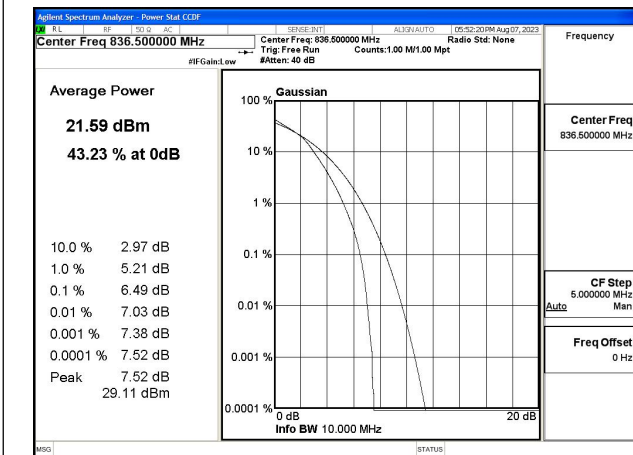 Agilent Spectrum Analyzer - Power Stat CCDF
RL RF 50 Ω AC SENSE:INT ALIGN AUTO 05:52:20 PM Aug 07, 2023
Center Freq 836.500000 MHz
Center Freq: 836.500000 MHz Radio Std: None
Trig: Free Run Counts:1.00 M/1.00 Mpt
#IFGain:Low #Atten: 40 dB
Frequency
Average Power
21.59 dBm
43.23 % at 0dB
10.0 % 2.97 dB
1.0 % 5.21 dB
0.1 % 6.49 dB
0.01 % 7.03 dB
0.001 % 7.38 dB
0.0001 % 7.52 dB
Peak 7.52 dB
29.11 dBm
Gaussian
100 %
10 %
1 %
0.1 %
0.01 %
0.001 %
0.0001 %
0 dB 20 dB
Info BW 10.000 MHz
Center Freq
836.500000 MHz
CF Step
5.000000 MHz
Auto Man
Freq Offset
0 Hz
MSG STATUS